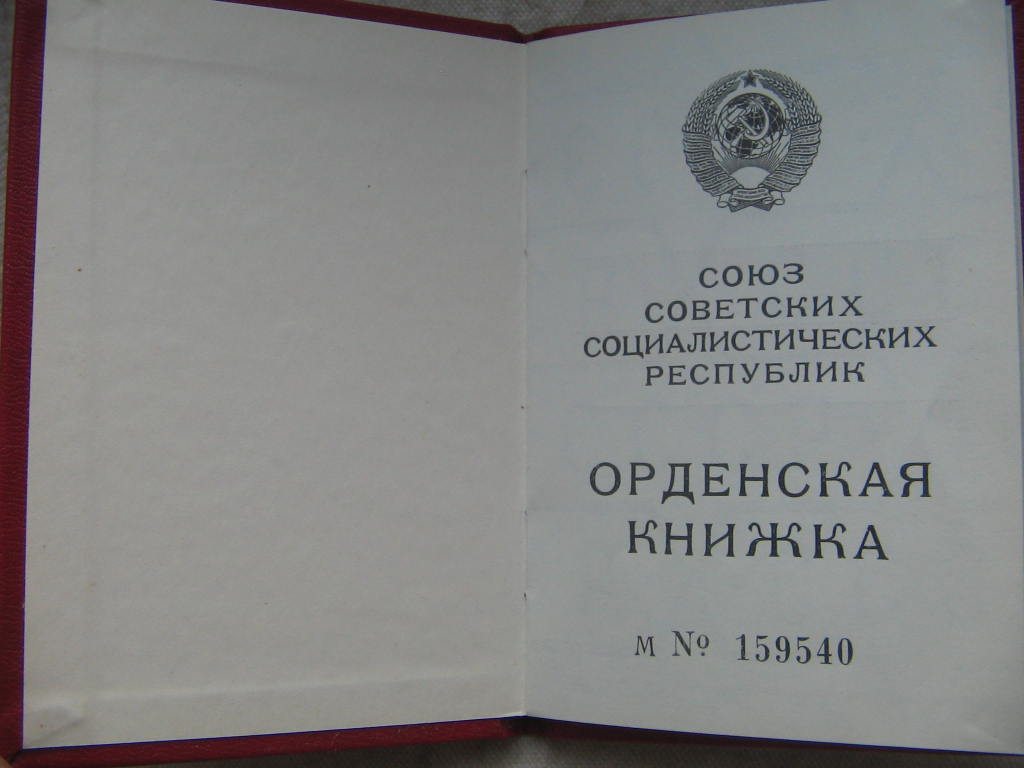 СОЮЗ
СОВЕТСКИХ
СОЦИАЛИСТИЧЕСКИХ
РЕСПУБЛИК
ОРДЕНСКАЯ
КНИЖКА
М № 159540